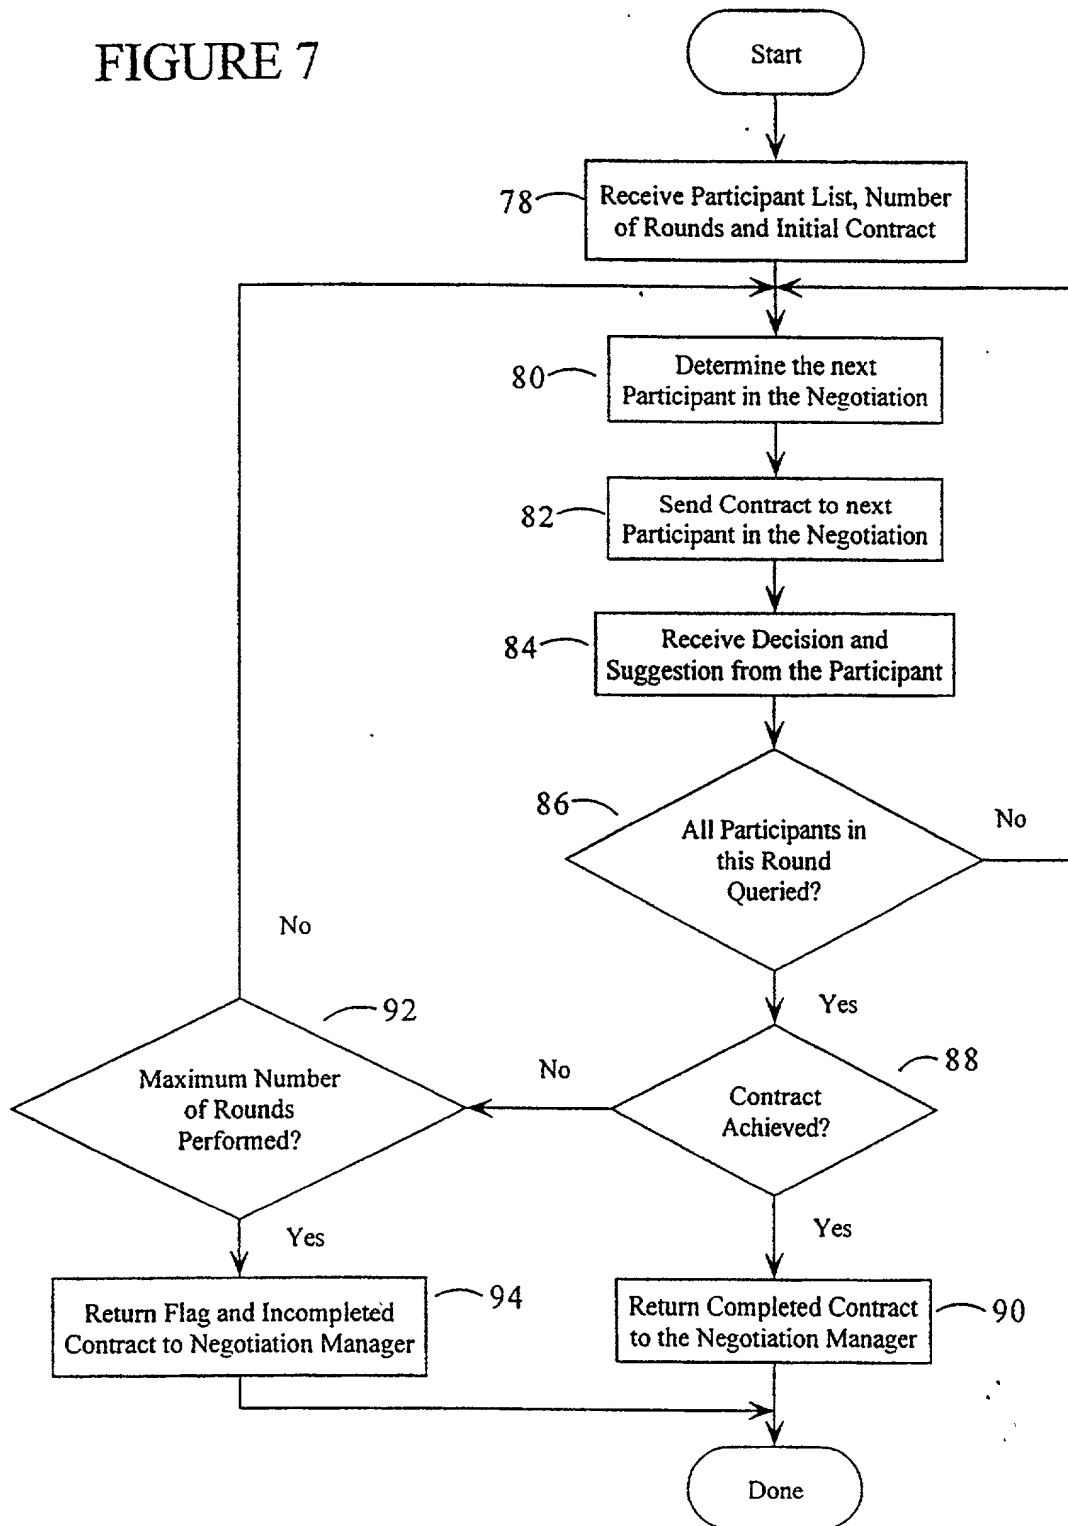 FIGURE 7
Start
78
Receive Participant List, Number
of Rounds and Initial Contract
80
Determine the next
Participant in the Negotiation
82
Send Contract to next
Participant in the Negotiation
84
Receive Decision and
Suggestion from the Participant
86
All Participants in
this Round
Queried?
No
No
Yes
92
Maximum Number
of Rounds
Performed?
No
88
Contract
Achieved?
Yes
Yes
Return Flag and Incompleted
Contract to Negotiation Manager
94
Return Completed Contract
to the Negotiation Manager
90
Done